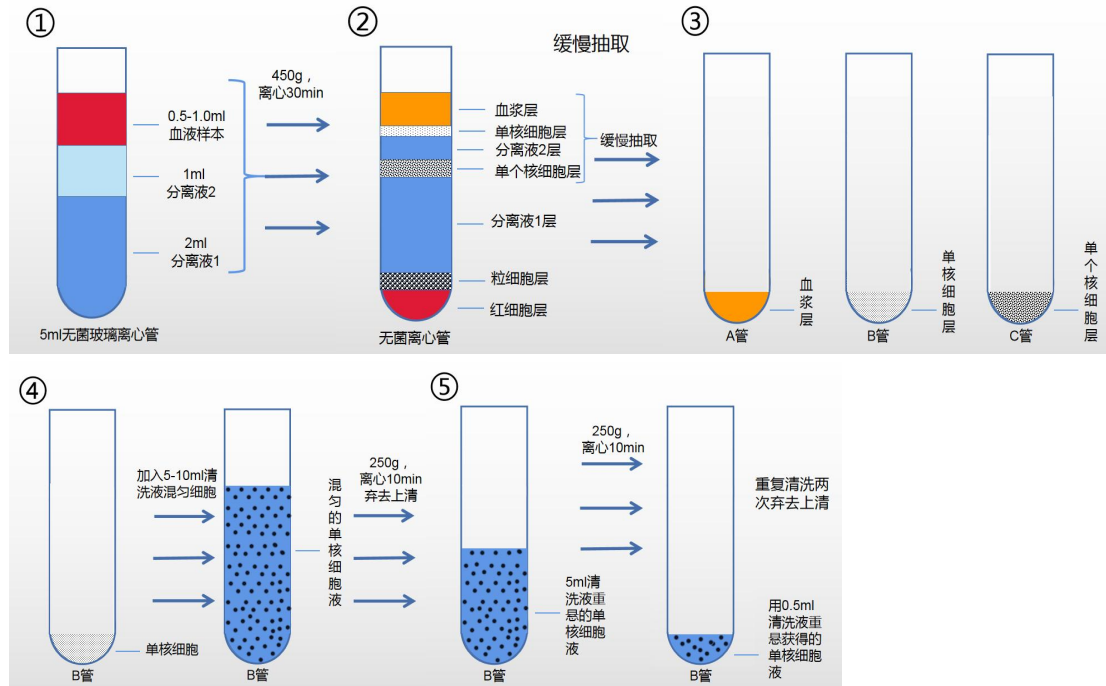 ①
0.5-1.0ml
血液样本
1ml
分离液2
2ml
分离液1
5ml无菌玻璃离心管
450g，
离心30min
②
血浆层
单核细胞层
分离液2层
单个核细胞层
分离液1层
粒细胞层
红细胞层
无菌离心管
缓慢抽取
缓慢抽取
③
血浆层
A管
单核细胞层
B管
单个核细胞层
C管
④
单核细胞
B管
加入5-10ml清
洗液混匀细胞
混匀的单核细胞液
B管
250g，
离心10min
弃去上清
⑤
5ml清
洗液重
悬的单
核细胞
液
B管
250g，
离心10min
重复清洗两
次弃去上清
用0.5ml
清洗液重
悬获得的
单核细胞
液
B管